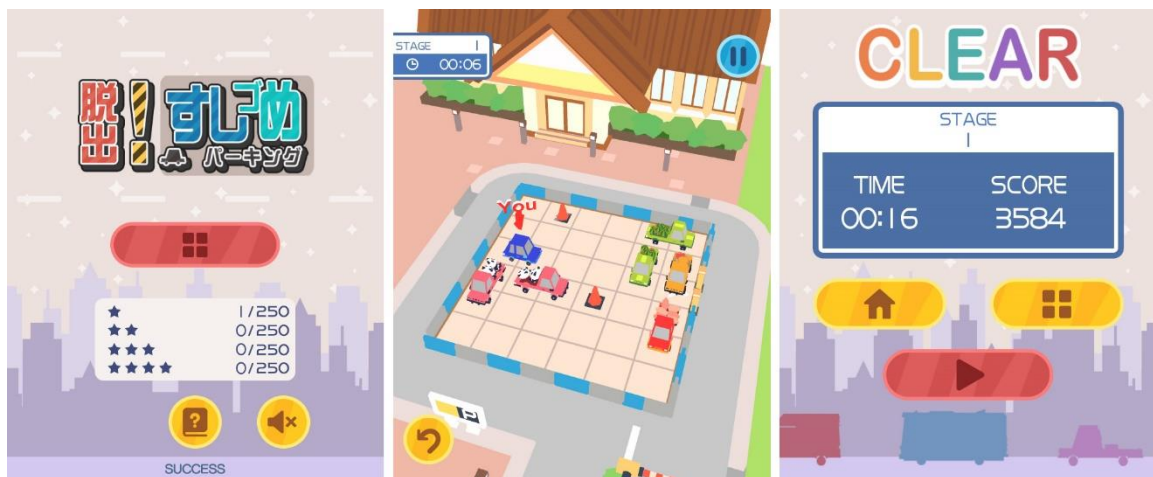 脱出!すしづめ
パーキング
★ 1/250
★★ 0/250
★★★ 0/250
★★★★ 0/250
?
SUCCESS
STAGE 1
00:06
You
CLEAR
STAGE
1
TIME SCORE
00:16 3584